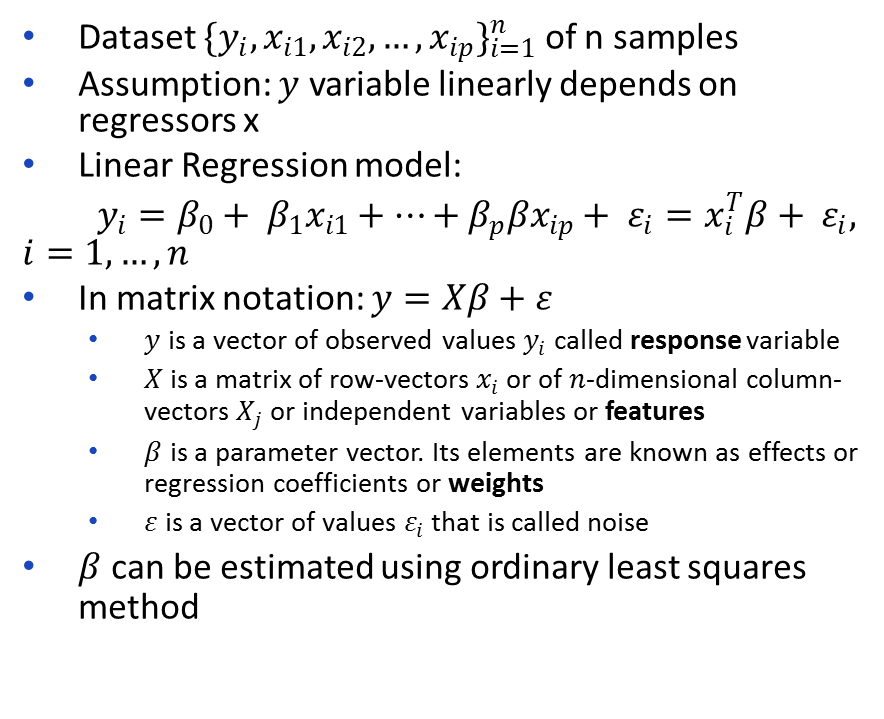 • Dataset {yᵢ, xᵢ₁, xᵢ₂, …, xᵢₚ}ⁿᵢ₌₁ of n samples
• Assumption: y variable linearly depends on
regressors x
• Linear Regression model:
yᵢ = β₀ + β₁xᵢ₁ + ⋯ + βₚβxᵢₚ + εᵢ = xᵢᵀβ + εᵢ,
i = 1, …, n
• In matrix notation: y = Xβ + ε
• y is a vector of observed values yᵢ called response variable
• X is a matrix of row-vectors xᵢ or of n-dimensional column-
vectors Xⱼ or independent variables or features
• β is a parameter vector. Its elements are known as effects or
regression coefficients or weights
• ε is a vector of values εᵢ that is called noise
• β can be estimated using ordinary least squares
method